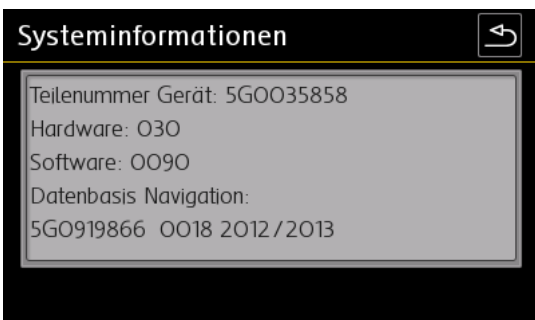 Systeminformationen
Teilenummer Gerät: 5G0035858
Hardware: 030
Software: 0090
Datenbasis Navigation:
5G0919866  0018 2012/2013